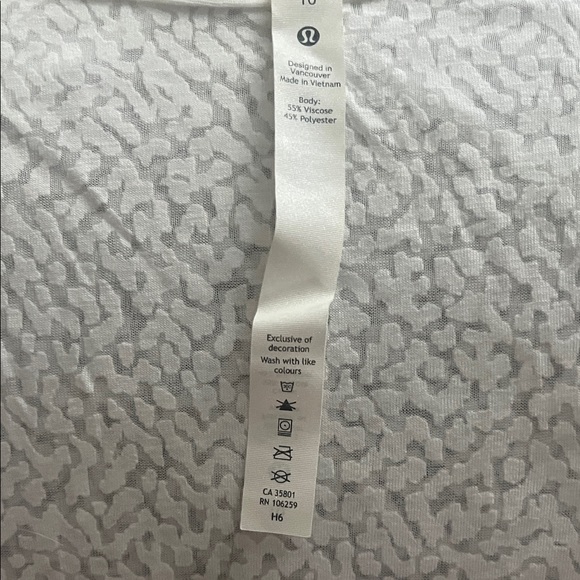 10
Designed in
Vancouver
Made in Vietnam
Body:
55% Viscose
45% Polyester
Exclusive of
decoration
Wash with like
colours
CA 35801
RN 106259
H6